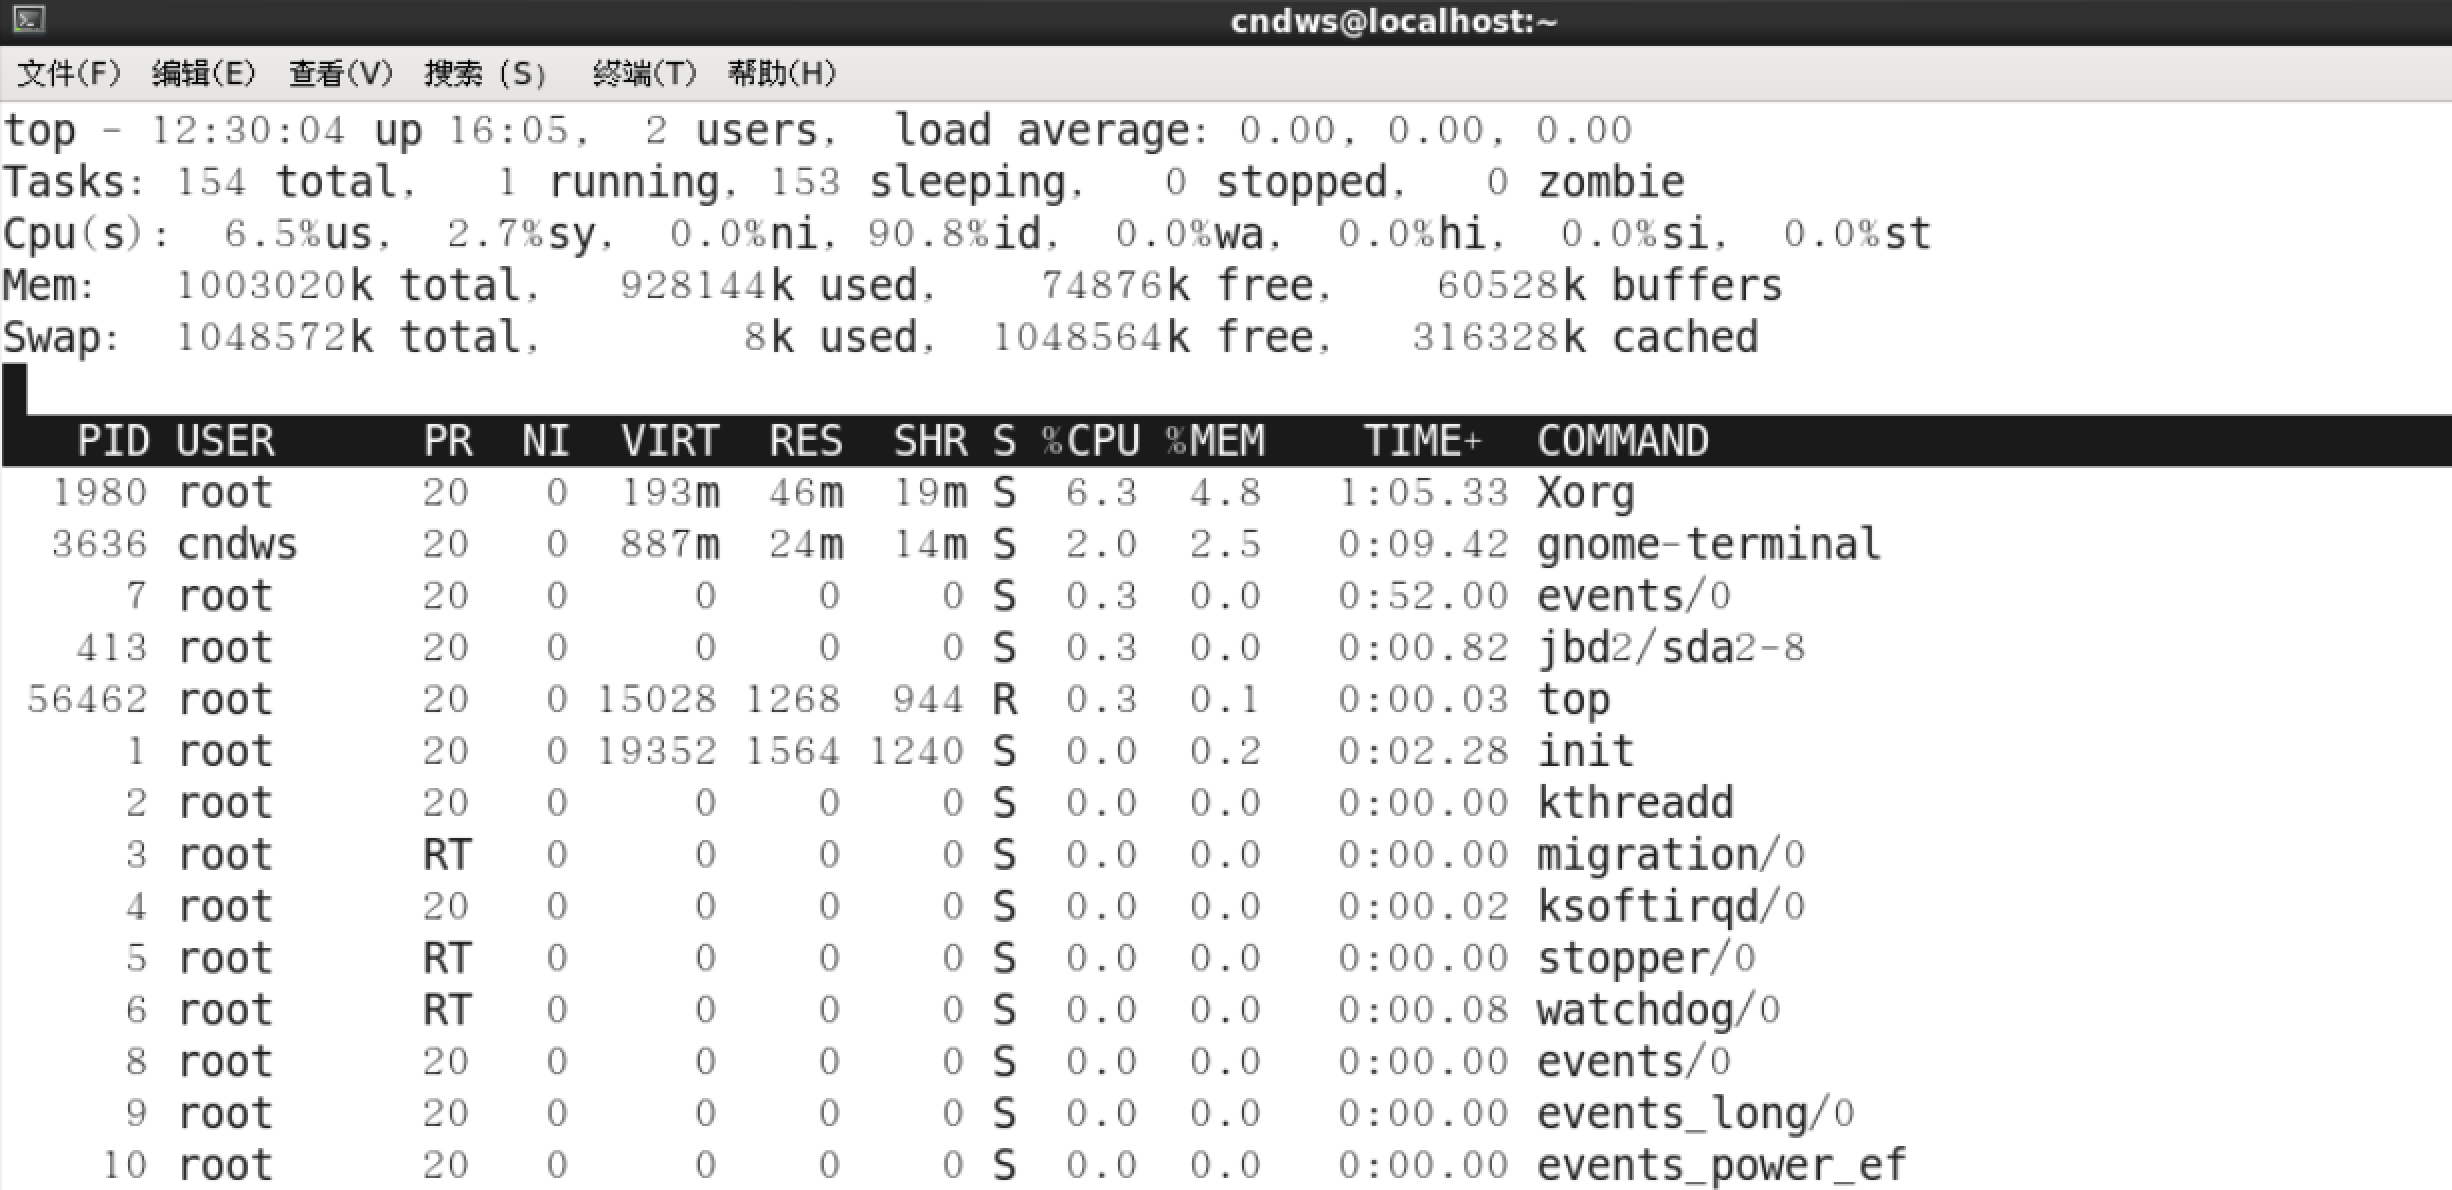 cndws@localhost:~
文件(F) 编辑(E) 查看(V) 搜索 (S) 终端(T) 帮助(H)
top - 12:30:04 up 16:05,  2 users,  load average: 0.00, 0.00, 0.00
Tasks: 154 total,   1 running, 153 sleeping,   0 stopped,   0 zombie
Cpu(s):  6.5%us,  2.7%sy,  0.0%ni, 90.8%id,  0.0%wa,  0.0%hi,  0.0%si,  0.0%st
Mem:   1003020k total,   928144k used,    74876k free,    60528k buffers
Swap:  1048572k total,        8k used,  1048564k free,   316328k cached
PID USER      PR  NI  VIRT  RES  SHR S %CPU %MEM    TIME+  COMMAND
1980 root      20   0  193m  46m  19m S  6.3  4.8   1:05.33 Xorg
3636 cndws     20   0  887m  24m  14m S  2.0  2.5   0:09.42 gnome-terminal
7 root      20   0     0    0    0 S  0.3  0.0   0:52.00 events/0
413 root      20   0     0    0    0 S  0.3  0.0   0:00.82 jbd2/sda2-8
56462 root      20   0 15028 1268  944 R  0.3  0.1   0:00.03 top
1 root      20   0 19352 1564 1240 S  0.0  0.2   0:02.28 init
2 root      20   0     0    0    0 S  0.0  0.0   0:00.00 kthreadd
3 root      RT   0     0    0    0 S  0.0  0.0   0:00.00 migration/0
4 root      20   0     0    0    0 S  0.0  0.0   0:00.02 ksoftirqd/0
5 root      RT   0     0    0    0 S  0.0  0.0   0:00.00 stopper/0
6 root      RT   0     0    0    0 S  0.0  0.0   0:00.08 watchdog/0
8 root      20   0     0    0    0 S  0.0  0.0   0:00.00 events/0
9 root      20   0     0    0    0 S  0.0  0.0   0:00.00 events_long/0
10 root      20   0     0    0    0 S  0.0  0.0   0:00.00 events_power_ef